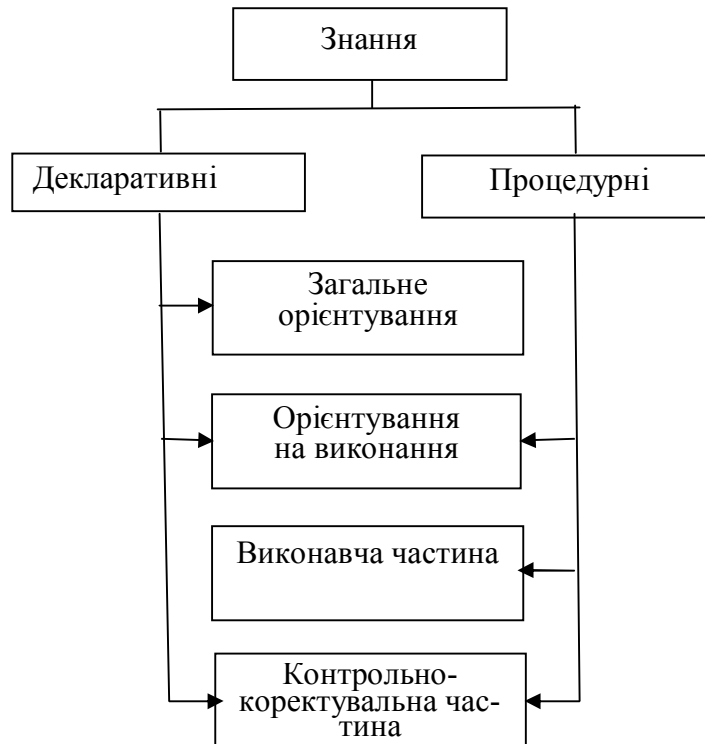 Знання
Декларативні
Процедурні
Загальне
орієнтування
Орієнтування
на виконання
Виконавча частина
Контрольно-
коректувальна час-
тина